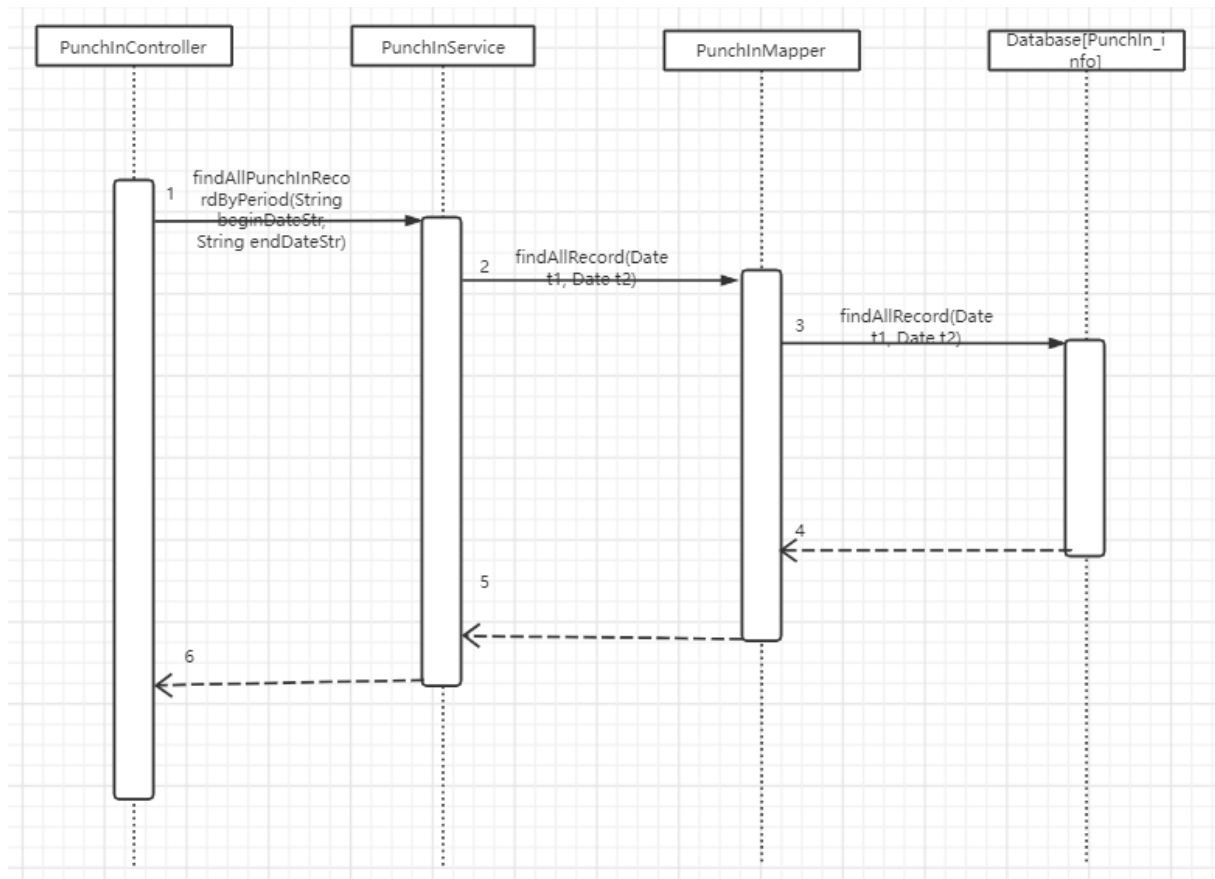 PunchInController
PunchInService
PunchInMapper
Database[PunchIn_i
nfo]
1
findAllPunchInReco
rdByPeriod(String
beginDateStr,
String endDateStr)
2
findAllRecord(Date
t1, Date t2)
3
findAllRecord(Date
t1, Date t2)
4
5
6